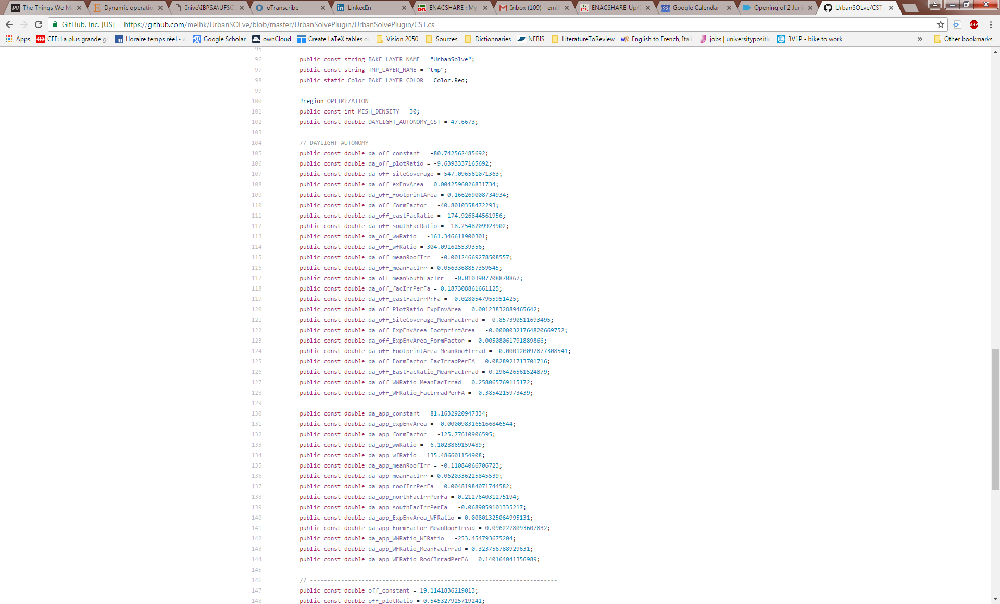 The Things We M
Dynamic operatio
Inive\IBPSA\UFSC
oTranscribe
LinkedIn
ENACSHARE : My
Inbox (109) - emil
ENACSHARE-Up/D
Google Calendar
Opening of 2 Juni
UrbanSOLve/CST.
GitHub, Inc. [US] https://github.com/melhk/UrbanSOLve/blob/master/UrbanSolvePlugin/UrbanSolvePlugin/CST.cs
Apps CFF: La plus grande g Horaire temps réel - v Google Scholar ownCloud Create LaTeX tables o Vision 2050 Sources Dictionnaries NEBIS LiteratureToReview English to French, Itali jobs | universitypositi 3V1P - bike to work » Other bookmarks
95
96 public const string BAKE_LAYER_NAME = "UrbanSolve";
97 public const string TMP_LAYER_NAME = "tmp";
98 public static Color BAKE_LAYER_COLOR = Color.Red;
99
100 #region OPTIMIZATION
101 public const int MESH_DENSITY = 30;
102 public const double DAYLIGHT_AUTONOMY_CST = 47.6673;
103
104 // DAYLIGHT AUTONOMY -------------------------------------------------------------------
105 public const double da_off_constant = -80.742562485692;
106 public const double da_off_plotRatio = -9.6393337165692;
107 public const double da_off_siteCoverage = 547.096561071363;
108 public const double da_off_exEnvArea = 0.0042596026831734;
109 public const double da_off_footprintArea = 0.166269008734934;
110 public const double da_off_formFactor = -40.8010358472293;
111 public const double da_off_eastFacRatio = -174.926844561956;
112 public const double da_off_southFacRatio = -18.2548209923902;
113 public const double da_off_wwRatio = -161.346611900301;
114 public const double da_off_wfRatio = 304.091625539356;
115 public const double da_off_meanRoofIrr = -0.00124669278508557;
116 public const double da_off_meanFacIrr = 0.0563368857359545;
117 public const double da_off_meanSouthFacIrr = -0.0103907708870867;
118 public const double da_off_facIrrPerFa = 0.187308861661125;
119 public const double da_off_eastFacIrrPrFa = -0.0280547955951425;
120 public const double da_off_PlotRatio_ExpEnvArea = 0.00123832889465642;
121 public const double da_off_SiteCoverage_MeanFacIrrad = -0.857390511693495;
122 public const double da_off_ExpEnvArea_FootprintArea = -0.00000321764820669752;
123 public const double da_off_ExpEnvArea_FormFactor = -0.00508061791889866;
124 public const double da_off_FootprintArea_MeanRoofIrrad = -0.000120092877308541;
125 public const double da_off_FormFactor_FacIrradPerFA = 0.0828921713701716;
126 public const double da_off_EastFacRatio_MeanFacIrrad = 0.296426561524879;
127 public const double da_off_WWRatio_MeanFacIrrad = 0.258065769115172;
128 public const double da_off_WFRatio_FacIrradPerFA = -0.3854215973439;
129
130 public const double da_app_constant = 81.1632920947334;
131 public const double da_app_expEnvArea = -0.0000983165166846544;
132 public const double da_app_formFactor = -125.77610906595;
133 public const double da_app_wwRatio = -6.1028869159489;
134 public const double da_app_wfRatio = 135.486601154908;
135 public const double da_app_meanRoofIrr = -0.11084066706723;
136 public const double da_app_meanFacIrr = 0.0620336225845539;
137 public const double da_app_roofIrrPerFa = 0.00481984071744582;
138 public const double da_app_northFacIrrPerFa = 0.212764031275194;
139 public const double da_app_southFacIrrPerFa = -0.0689059101335217;
140 public const double da_app_ExpEnvArea_WFRatio = 0.00801325064995131;
141 public const double da_app_FormFactor_MeanRoofIrrad = 0.0962278093607832;
142 public const double da_app_WWRatio_WFRatio = -253.454793675204;
143 public const double da_app_WFRatio_MeanFacIrrad = 0.323756788929631;
144 public const double da_app_WFRatio_RoofIrradPerFA = 0.140164041356989;
145
146 // ------------------------------------------------------------------------
147 public const double off_constant = 19.1141836219013;
148 public const double off_plotRatio = 0.545327925719241;